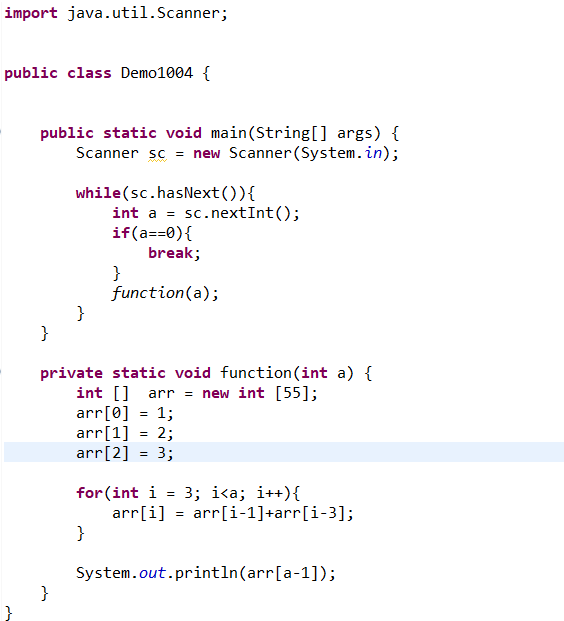 import java.util.Scanner;
public class Demo1004 {
public static void main(String[] args) {
Scanner sc = new Scanner(System.in);
while(sc.hasNext()){
int a = sc.nextInt();
if(a==0){
break;
}
function(a);
}
}
private static void function(int a) {
int []  arr = new int [55];
arr[0] = 1;
arr[1] = 2;
arr[2] = 3;
for(int i = 3; i<a; i++){
arr[i] = arr[i-1]+arr[i-3];
}
System.out.println(arr[a-1]);
}
}